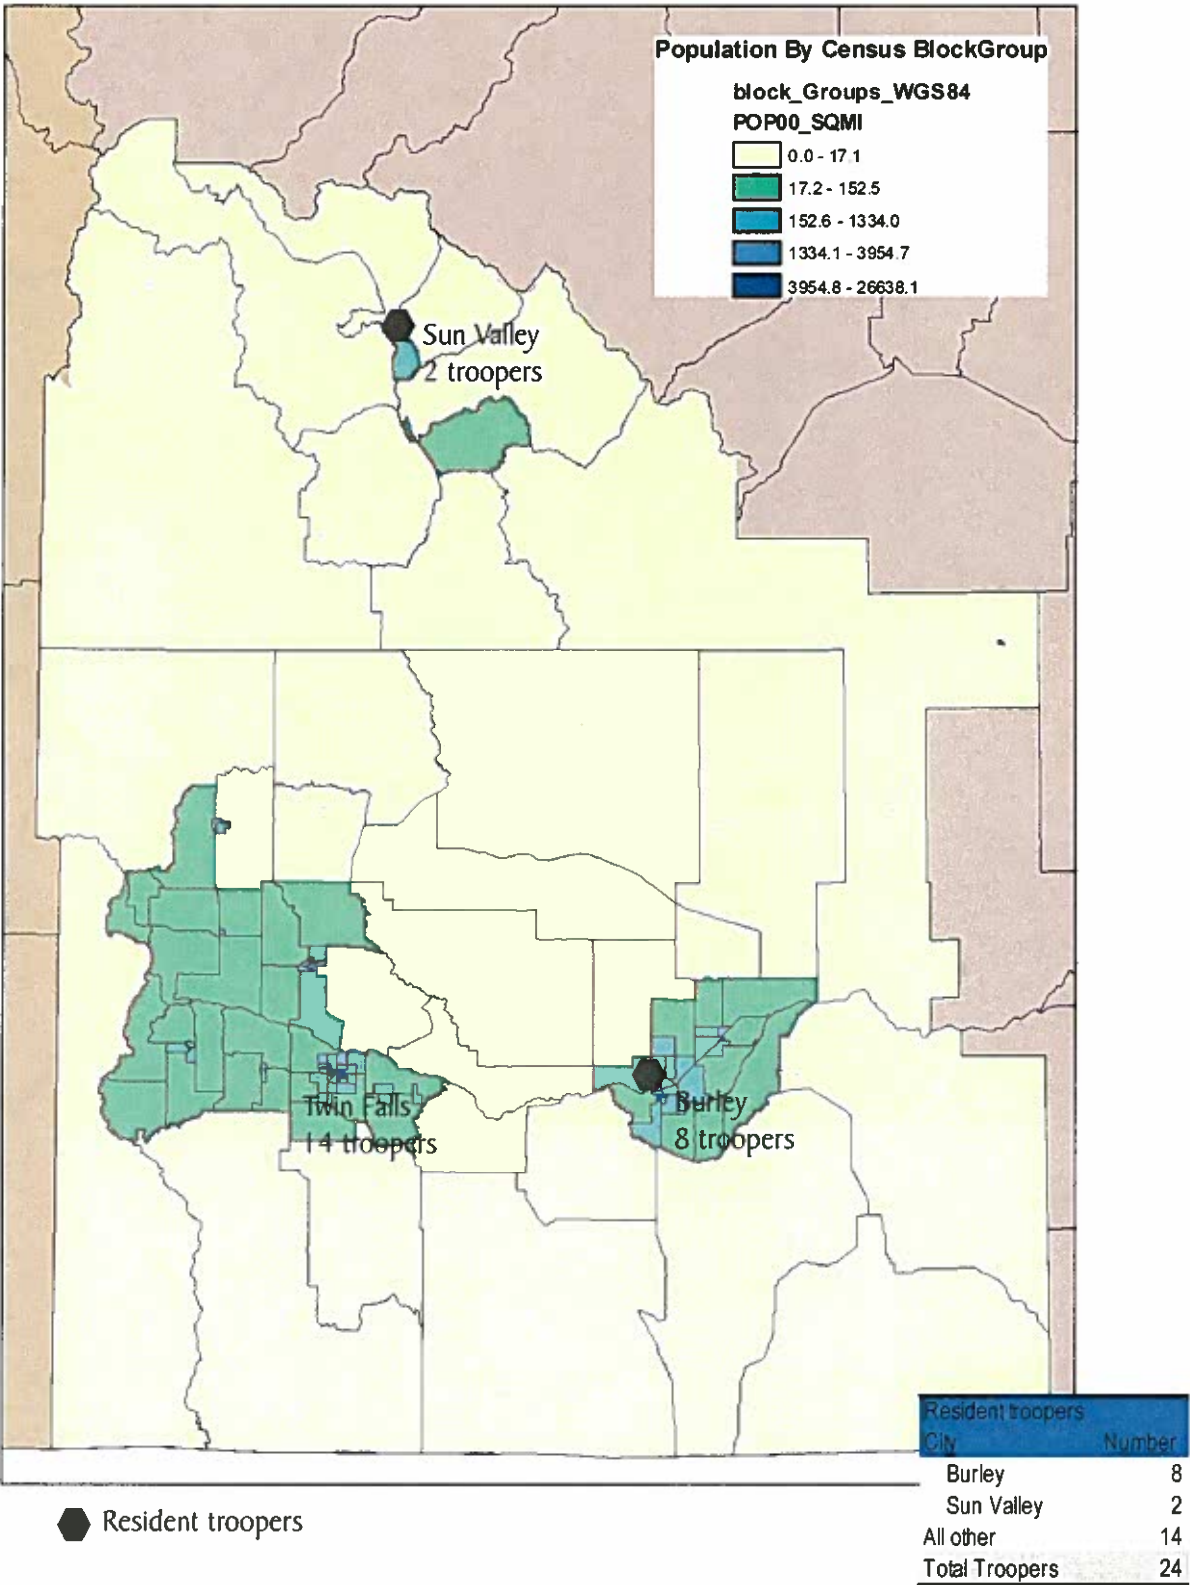 Population By Census BlockGroup
block_Groups_WGS84
POP00_SQMI
0.0 - 17.1
17.2 - 152.5
152.6 - 1334.0
1334.1 - 3954.7
3954.8 - 26638.1
Sun Valley
2 troopers
Twin Falls
14 troopers
Burley
8 troopers
Resident troopers
City Number
Burley 8
Sun Valley 2
All other 14
Total Troopers 24
Resident troopers